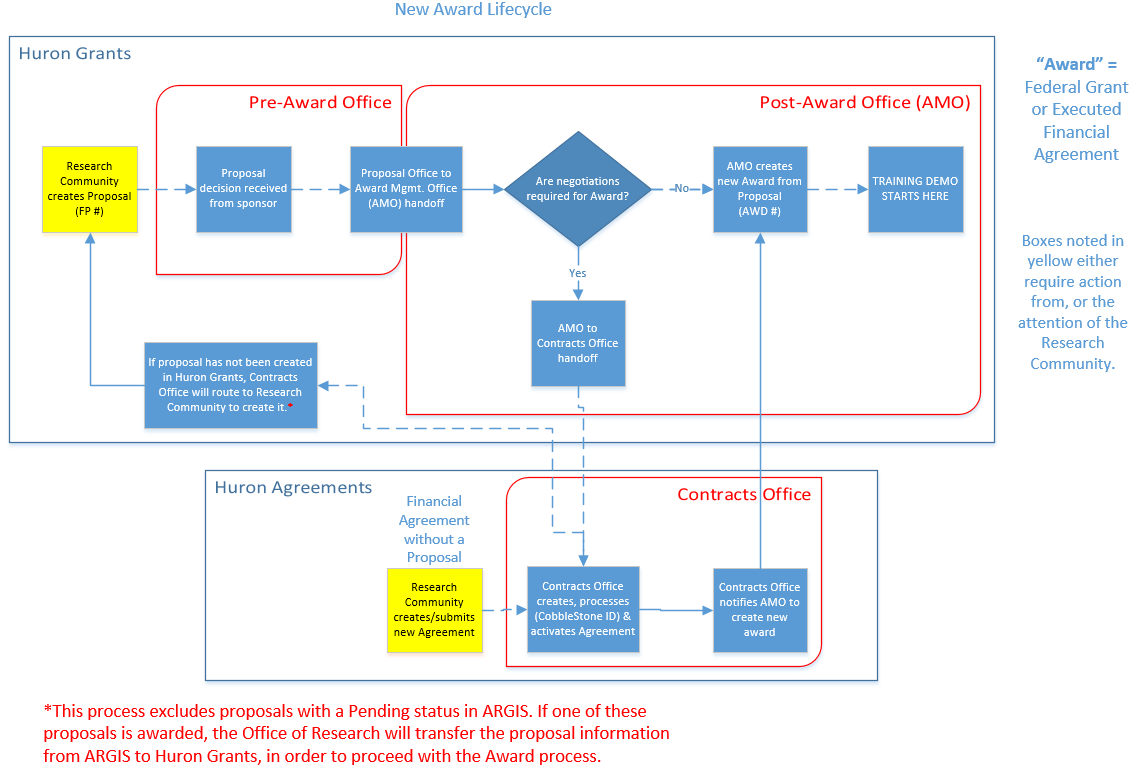 New Award Lifecycle
Huron Grants
Pre-Award Office
Post-Award Office (AMO)
Research
Community
creates Proposal
(FP #)
Proposal
decision received
from sponsor
Proposal Office to
Award Mgmt. Office
(AMO) handoff
Are negotiations
required for Award?
No
AMO creates
new Award from
Proposal
(AWD #)
TRAINING DEMO
STARTS HERE
Yes
AMO to
Contracts Office
handoff
If proposal has not been created
in Huron Grants, Contracts
Office will route to Research
Community to create it.*
“Award” =
Federal Grant
or Executed
Financial
Agreement
Boxes noted in
yellow either
require action
from, or the
attention of the
Research
Community.
Huron Agreements
Contracts Office
Financial
Agreement
without a
Proposal
Research
Community
creates/submits
new Agreement
Contracts Office
creates, processes
(CobbleStone ID) &
activates Agreement
Contracts Office
notifies AMO to
create new
award
*This process excludes proposals with a Pending status in ARGIS. If one of these
proposals is awarded, the Office of Research will transfer the proposal information
from ARGIS to Huron Grants, in order to proceed with the Award process.